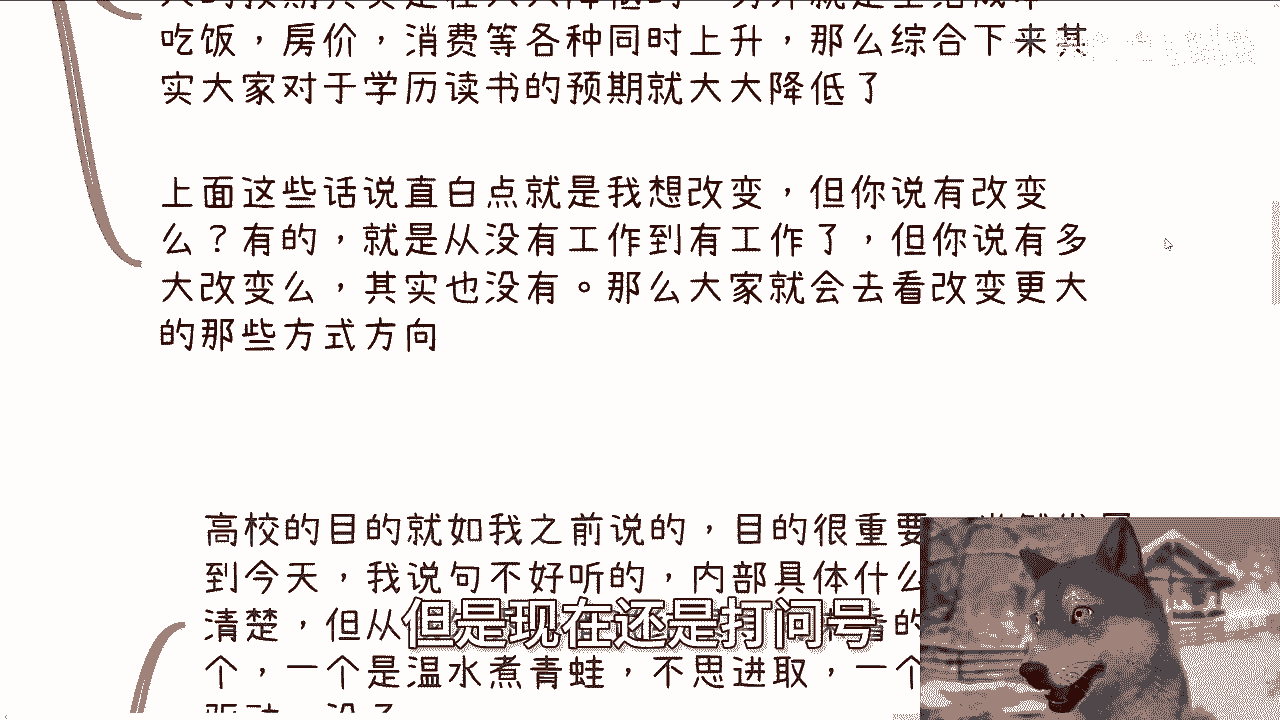 吃饭，房价，消费等各种同时上升，那么综合下来其
实大家对于学历读书的预期就大大降低了
上面这些话说直白点就是我想改变，但你说有改变
么？有的，就是从没有工作到有工作了，但你说有多
大改变么，其实也没有。那么大家就会去看改变更大
的那些方式方向
高校的目的就如我之前说的，目的很重要
到今天，我说句不好听的，内部具体什么
清楚，但从
但是现在还是打问号
个，一个是温水煮青蛙，不思进取，一个